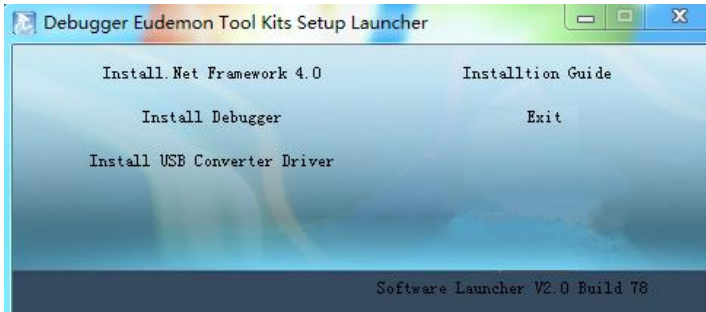 Debugger Eudemon Tool Kits Setup Launcher
Install.Net Framework 4.0
Installtion Guide
Install Debugger
Exit
Install USB Converter Driver
Software Launcher V2.0 Build 78